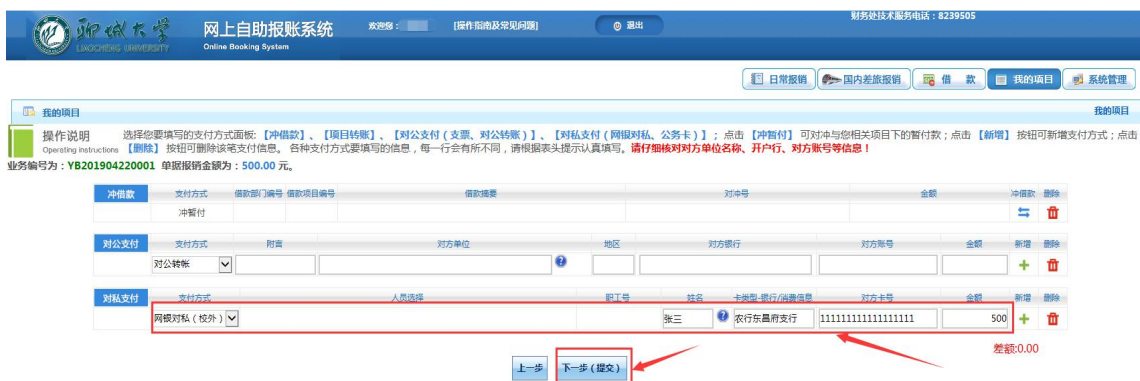 聊城大学
LIAOCHENG UNIVERSITY
网上自助报账系统
Online Booking System
欢迎您：
[操作指南及常见问题]
退出
财务处技术服务电话：8239505
日常报销 国内差旅报销 借 款 我的项目 系统管理
我的项目 我的项目
操作说明 选择您要填写的支付方式面板:【冲借款】、【项目转账】、【对公支付（支票、对公转账）】、【对私支付（网银对私、公务卡）】；点击【冲暂付】可对冲与您相关项目下的暂付款；点击【新增】按钮可新增支付方式；点击
Operating instructions 【删除】按钮可删除该笔支付信息。 各种支付方式要填写的信息，每一行会有所不同，请根据表头提示认真填写。请仔细核对对方单位名称、开户行、对方账号等信息！
业务编号为：YB201904220001 单据报销金额为：500.00 元。
冲借款 支付方式 借款部门编号 借款项目编号 借款摘要 对冲号 金额 冲借款 删除
冲暂付
对公支付 支付方式 附言 对方单位 地区 对方银行 对方账号 金额 新增 删除
对公转帐
对私支付 支付方式 人员选择 职工号 姓名 卡类型-银行/消费信息 对方卡号 金额 新增 删除
网银对私（校外） 张三 农行东昌府支行 1111111111111111111 500
差额:0.00
上一步 下一步（提交）